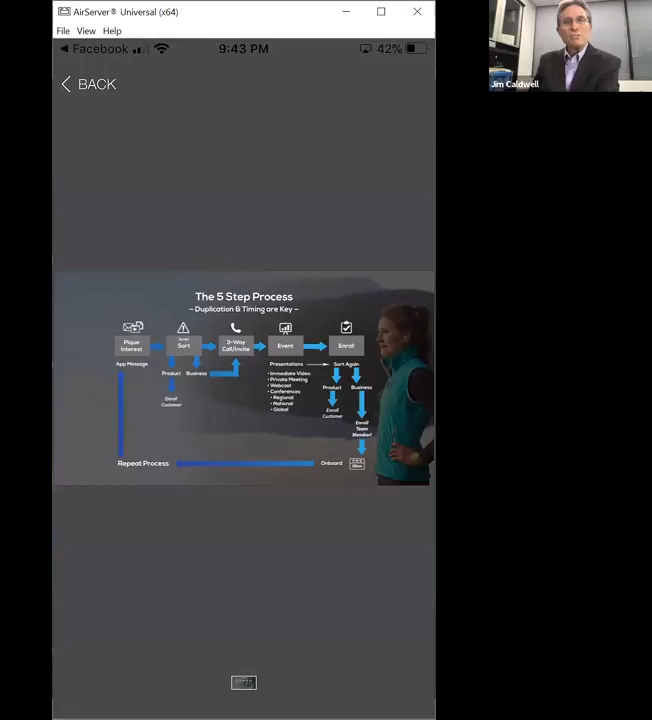 AirServer® Universal (x64)
File View Help
Facebook 9:43 PM 42%
BACK
Jim Caldwell
The 5 Step Process
– Duplication & Timing are Key –
Pique Interest
Script Sort
3-Way Call/Invite
Event
Enroll
App Message
Product
Business
Enroll Customer
Presentations
• Immediate Video
• Private Meeting
• Webcast
• Conferences
• Regional
• National
• Global
Sort Again
Product
Business
Enroll Customer
Enroll Team Member!
Repeat Process
Onboard